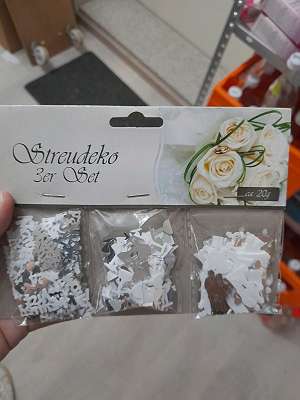 Streudeko
3er Set
ca. 20g